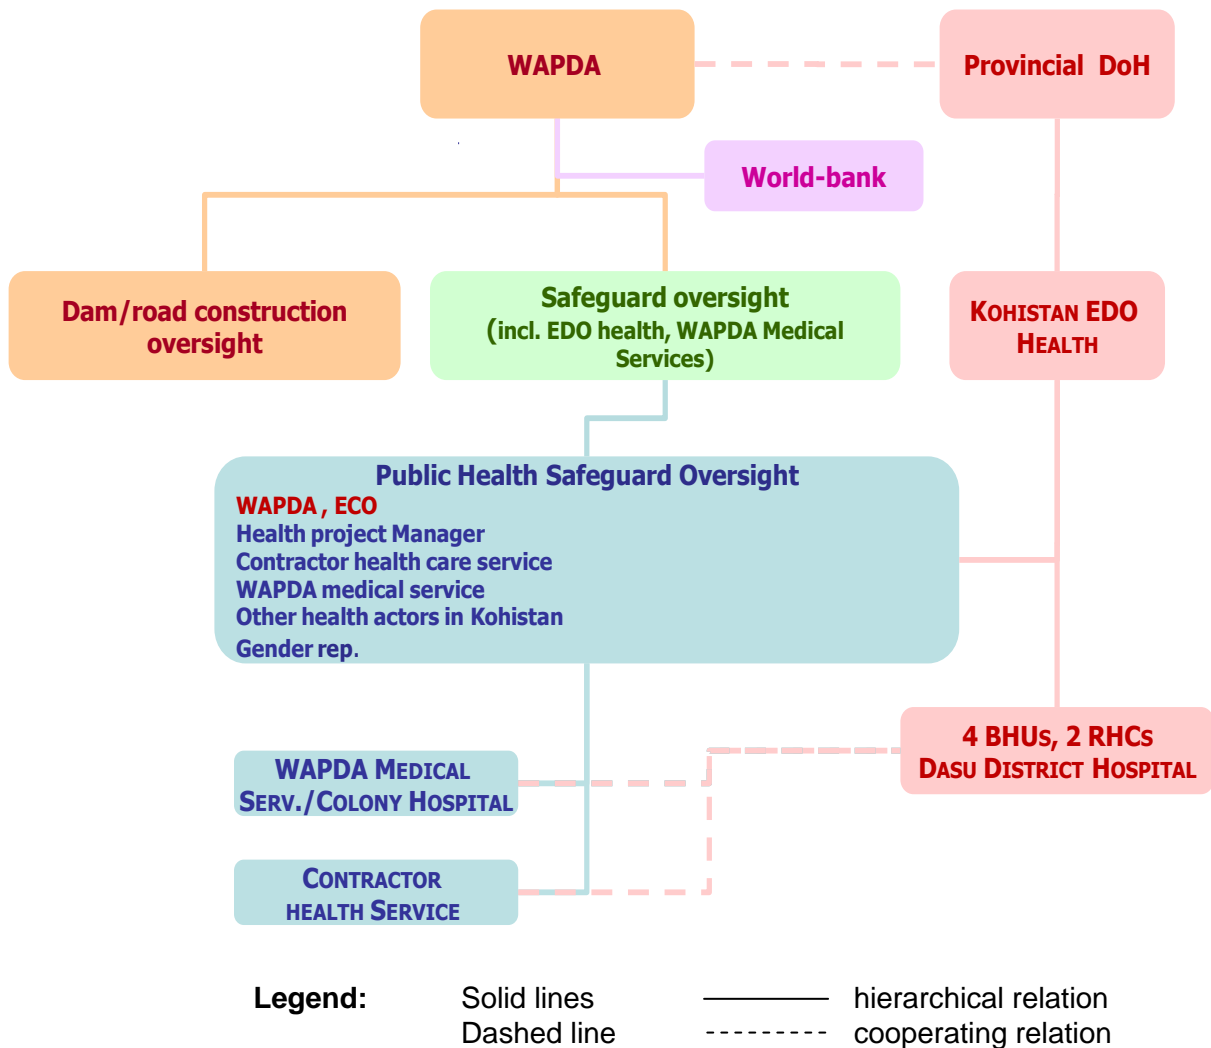 WAPDA
Provincial DoH
World-bank
Dam/road construction
oversight
Safeguard oversight
(incl. EDO health, WAPDA Medical
Services)
KOHISTAN EDO
HEALTH
Public Health Safeguard Oversight
WAPDA , ECO
Health project Manager
Contractor health care service
WAPDA medical service
Other health actors in Kohistan
Gender rep.
4 BHUS, 2 RHCS
DASU DISTRICT HOSPITAL
WAPDA MEDICAL
SERV./COLONY HOSPITAL
CONTRACTOR
HEALTH SERVICE
Legend: Solid lines hierarchical relation
Dashed line cooperating relation